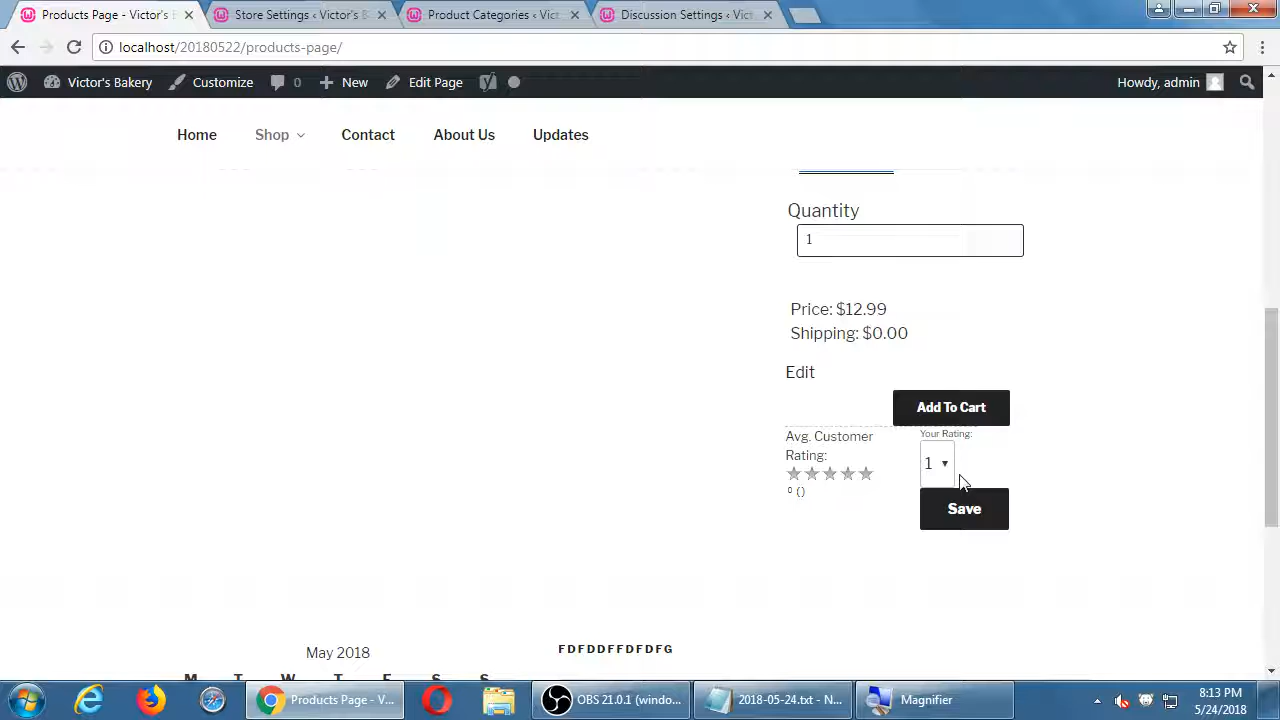 Products Page - Victor's B
Store Settings ‹ Victor's B
Product Categories ‹ Vict
Discussion Settings ‹ Vict
localhost/20180522/products-page/
Victor's Bakery
Customize
0
New
Edit Page
Howdy, admin
Home
Shop
Contact
About Us
Updates
Quantity
1
Price: $12.99
Shipping: $0.00
Edit
Add To Cart
Avg. Customer
Rating:
Your Rating:
1
0 ()
Save
May 2018
FDFDDFFDFDFG
M T W T F S S
Products Page - V...
OBS 21.0.1 (windo...
2018-05-24.txt - N...
Magnifier
8:13 PM
5/24/2018